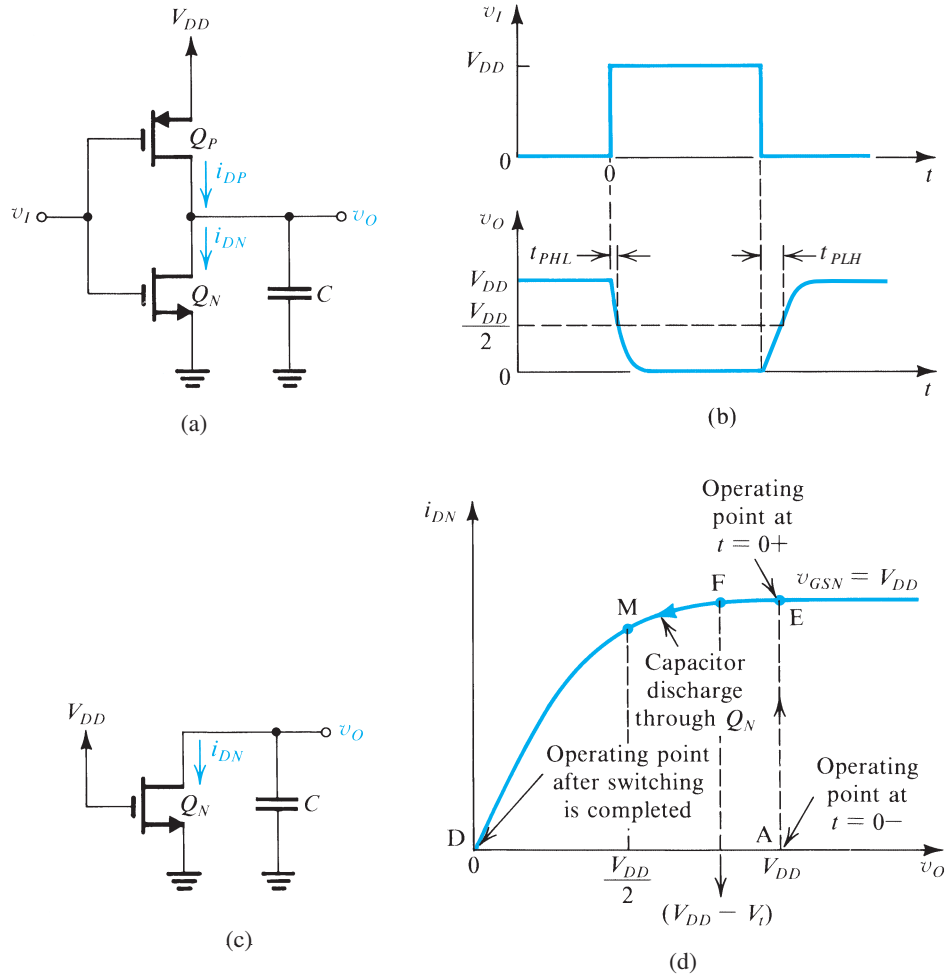 V_DD
Q_P
i_DP
v_I
v_O
i_DN
Q_N
C
(a)
v_I
V_DD
0
0
t
v_O
t_PHL
t_PLH
V_DD
V_DD
2
0
t
(b)
V_DD
v_O
i_DN
Q_N
C
(c)
i_DN
Operating
point at
t = 0+
F
v_GSN = V_DD
M
E
Capacitor
discharge
through Q_N
Operating point
after switching
is completed
Operating
point at
t = 0−
D
A
0
V_DD
2
V_DD
v_O
(V_DD − V_t)
(d)